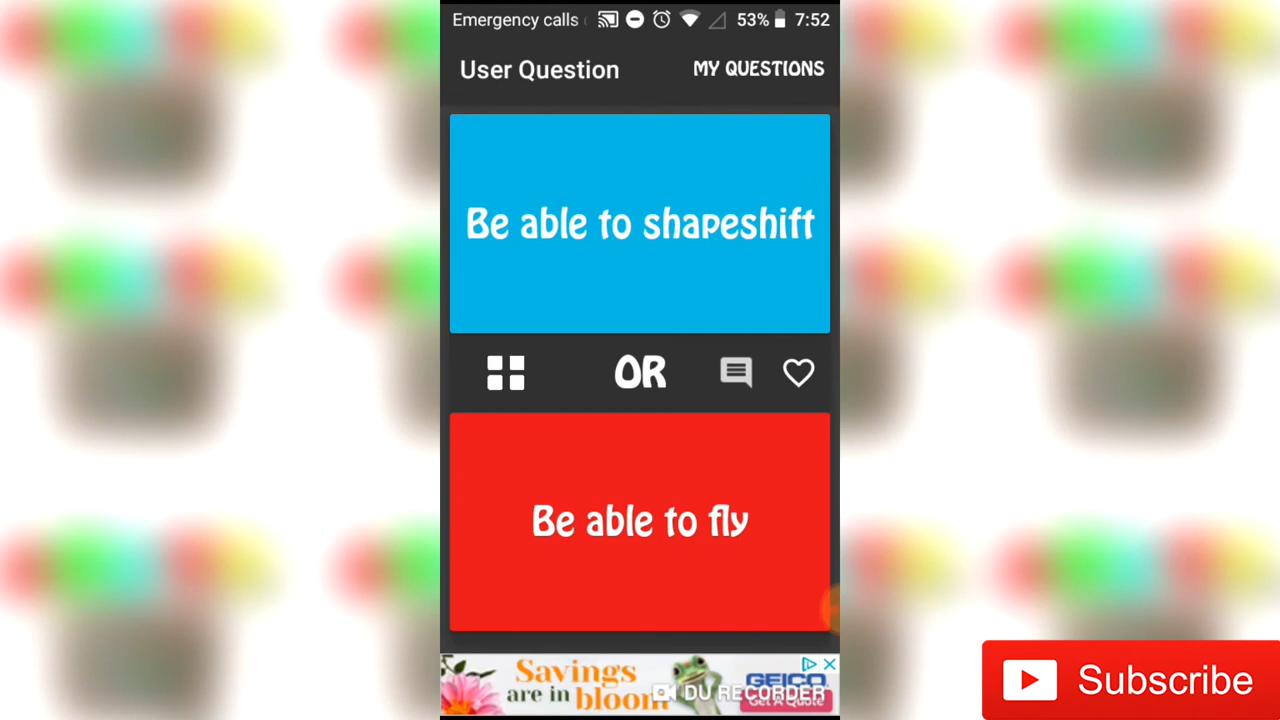 Emergency calls
53% 7:52
User Question
MY QUESTIONS
Be able to shapeshift
OR
Be able to fly
Savings
are in bloom
GEICO
Get A Quote
DU RECORDER
Subscribe